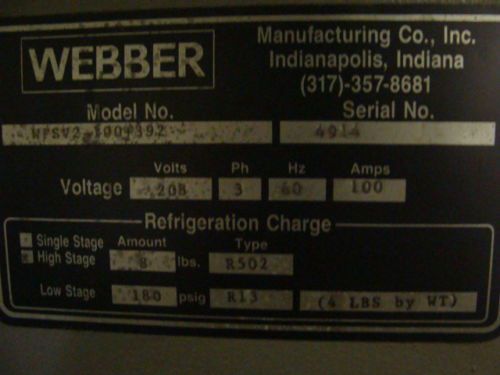 WEBBER
Manufacturing Co., Inc.
Indianapolis, Indiana
(317)-357-8681
Model No. Serial No.
4914
Volts Ph Hz Amps
Voltage 208 3 60 100
Refrigeration Charge
Single Stage Amount Type
High Stage 8 lbs. R502
Low Stage 180 psig R13 (4 LBS by WT)